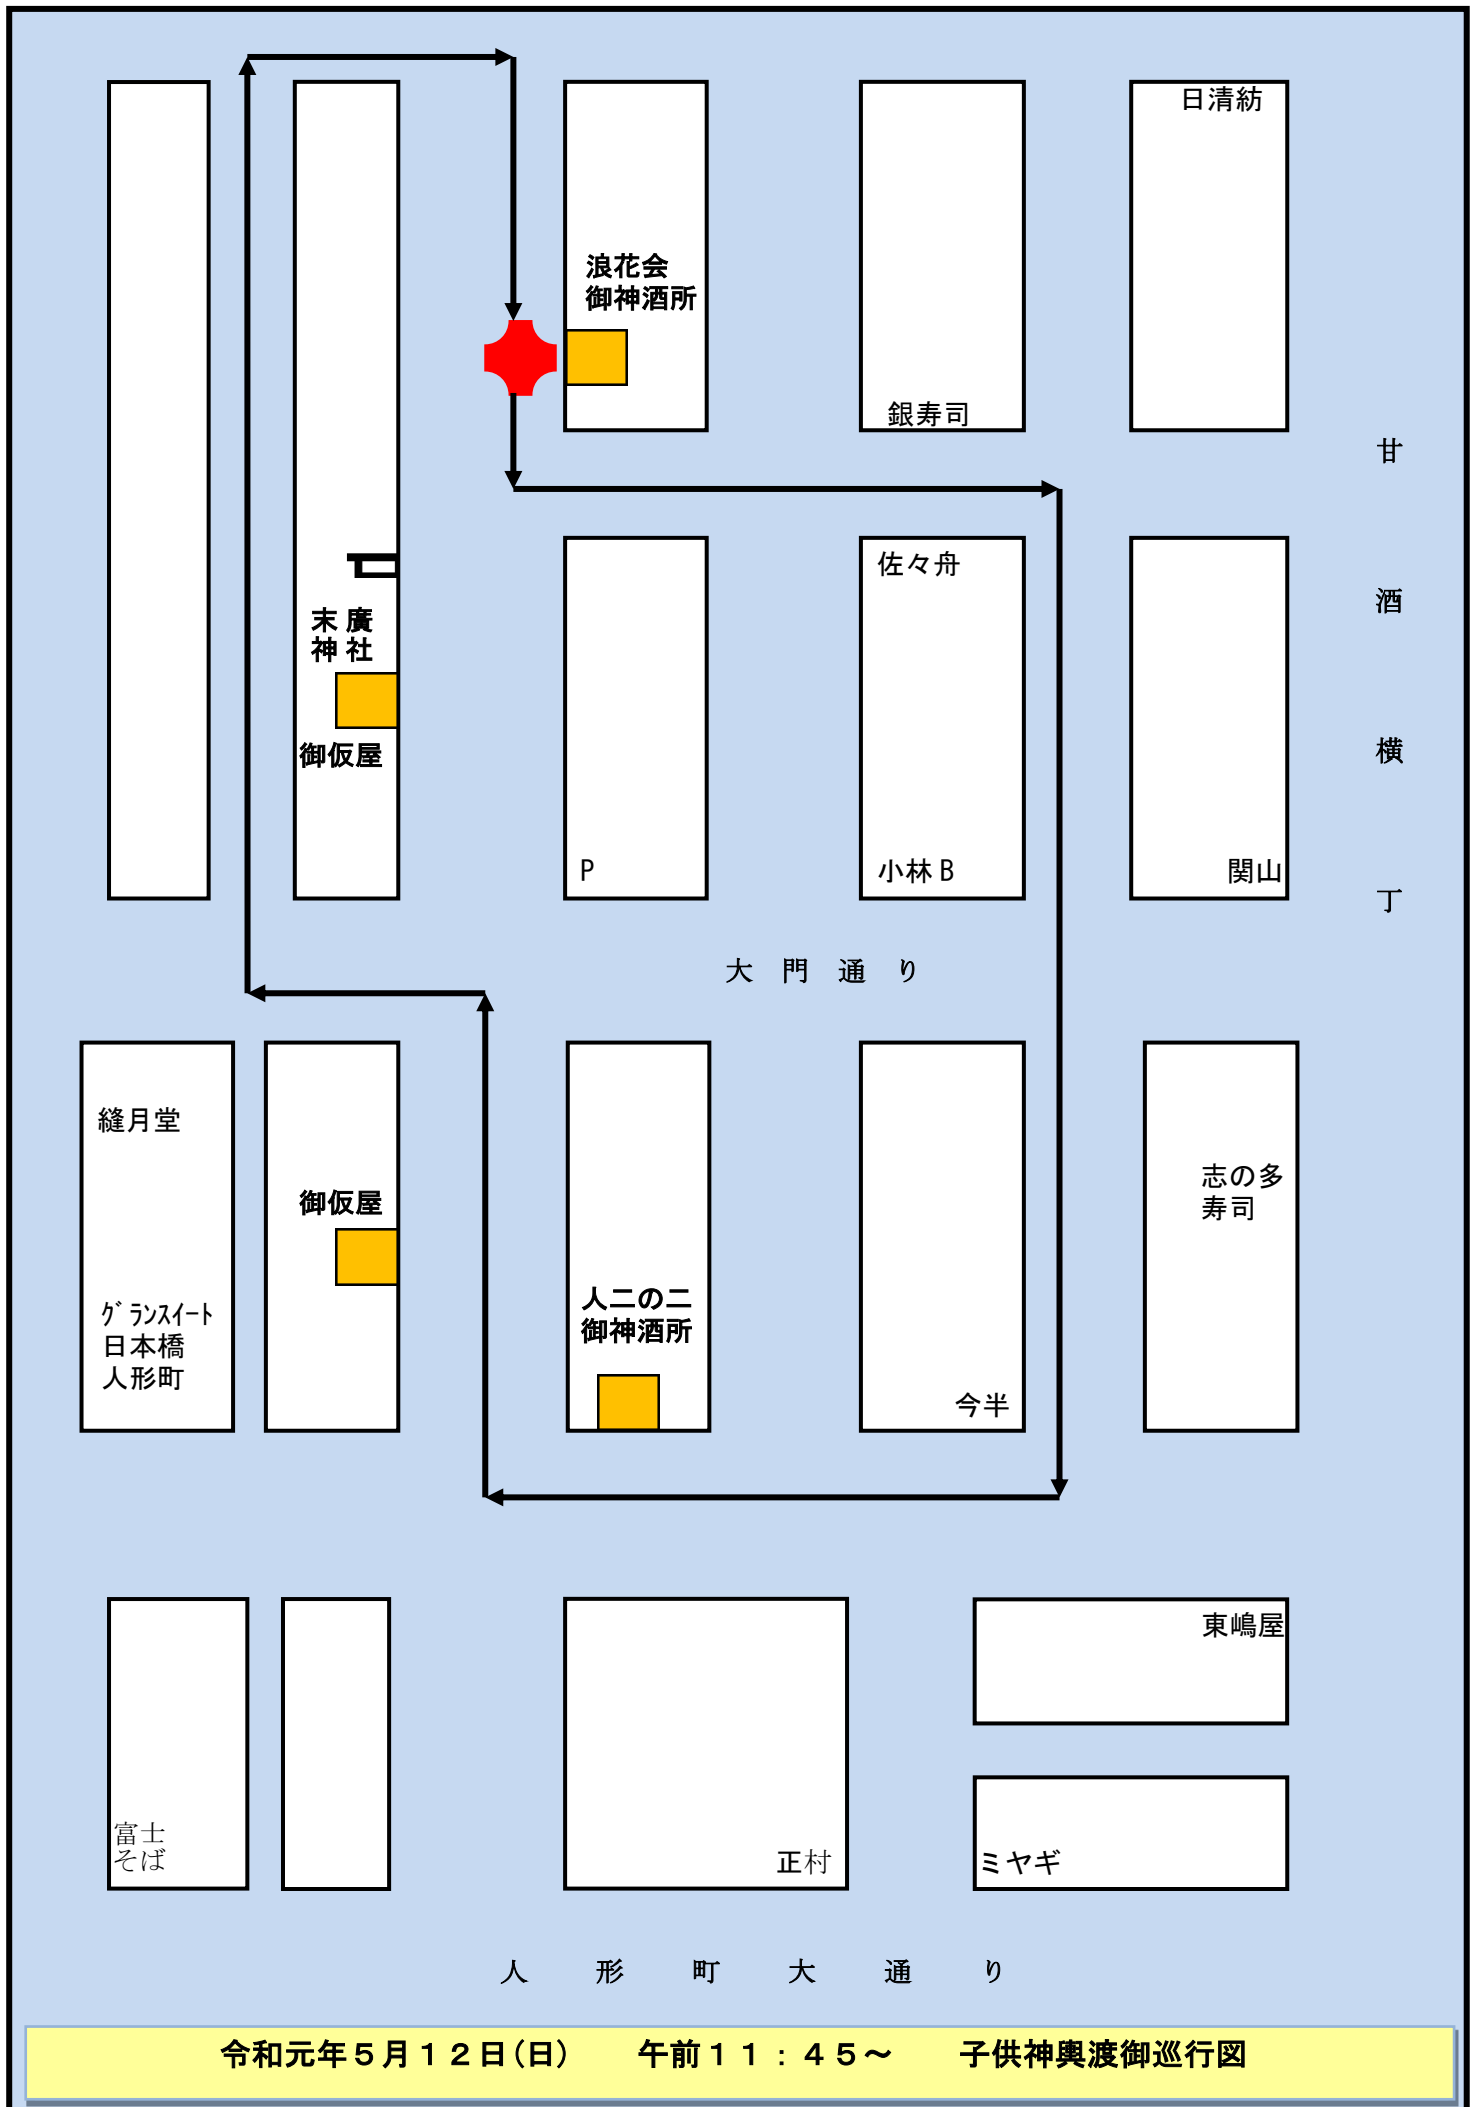 日清紡
浪花会
御神酒所
銀寿司
甘酒横丁
佐々舟
末廣
神社
御仮屋
P
小林B
関山
大門通り
縫月堂
御仮屋
志の多
寿司
グランスイート
日本橋
人形町
人二の二
御神酒所
今半
東嶋屋
富士
そば
正村
ミヤギ
人形町大通り
令和元年5月12日(日)　午前11:45～　子供神輿渡御巡行図